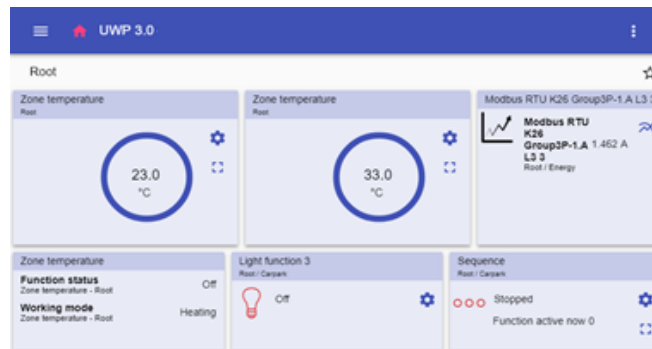 UWP 3.0
Root
Zone temperature
Root
23.0
°C
Zone temperature
Root
33.0
°C
Modbus RTU K26 Group3P-1.A L3
Modbus RTU
K26
Group3P-1.A 1.462 A
L3 3
Root / Energy
Zone temperature
Function status
Zone temperature - Root
Off
Working mode
Zone temperature - Root
Heating
Light function 3
Root / Carpark
Off
Sequence
Root / Carpark
Stopped
Function active now 0